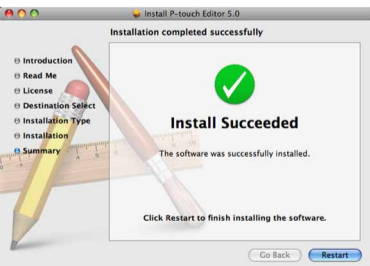 Install P-touch Editor 5.0
Installation completed successfully
Introduction
Read Me
License
Destination Select
Installation Type
Installation
Summary
Install Succeeded
The software was successfully installed.
Click Restart to finish installing the software.
Go Back
Restart